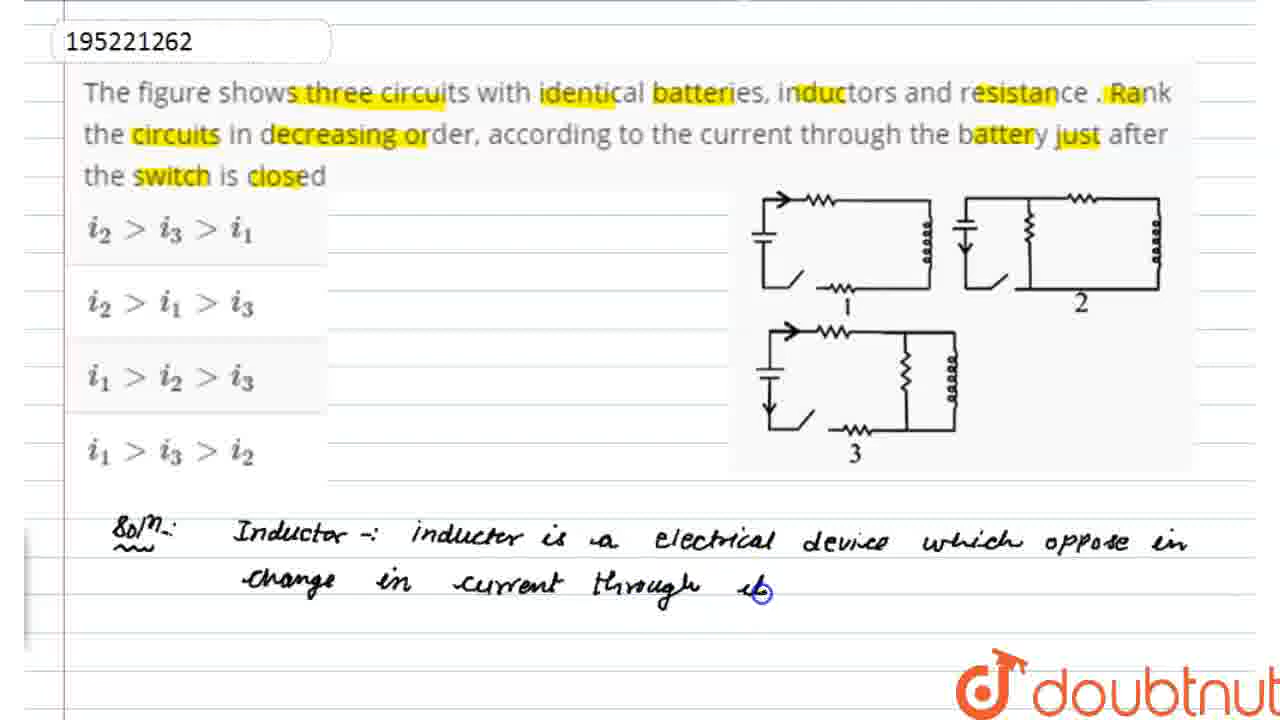 195221262
The figure shows three circuits with identical batteries, inductors and resistance . Rank
the circuits in decreasing order, according to the current through the battery just after
the switch is closed
i₂ > i₃ > i₁
i₂ > i₁ > i₃
i₁ > i₂ > i₃
i₁ > i₃ > i₂
1
2
3
Soln.: Inductor -: inductor is a electrical device which oppose in
change in current through it
doubtnut